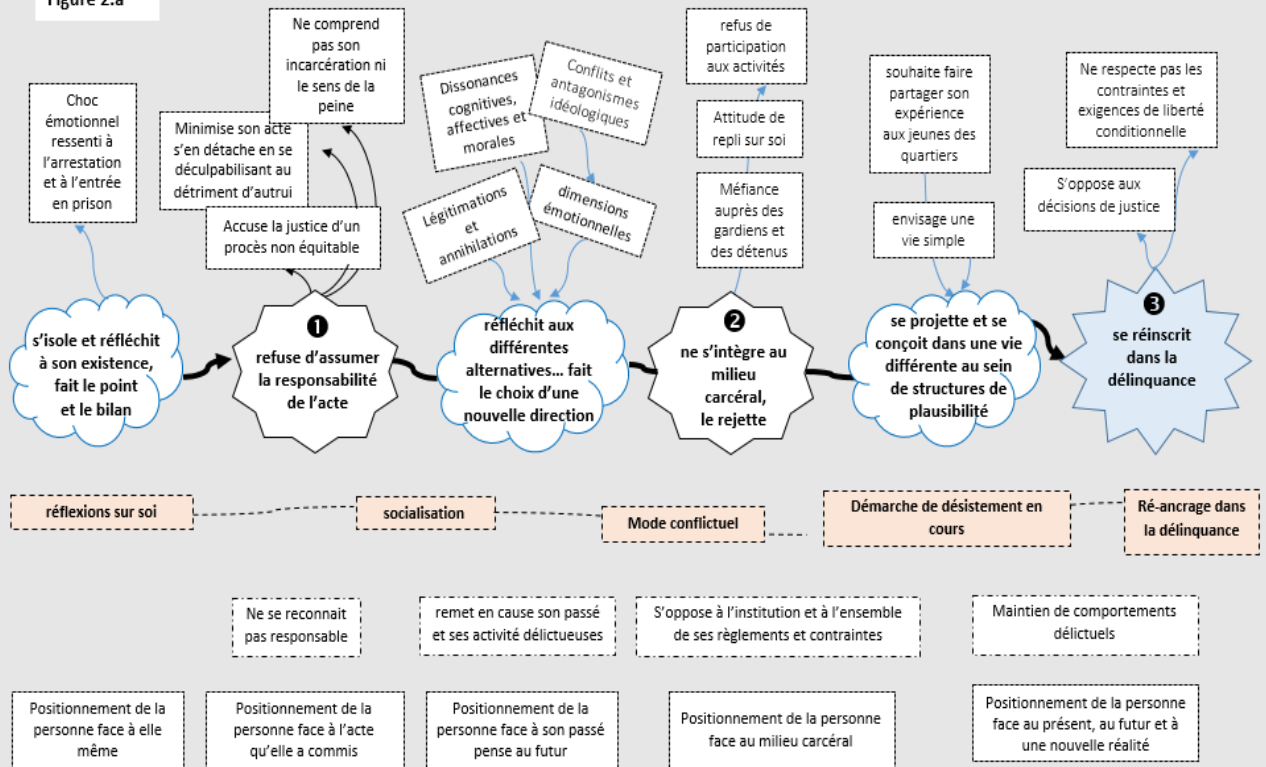 Figure 2.a
Choc
émotionnel
ressenti à
l'arrestation
et à l'entrée
en prison
Minimise son acte
s'en détache en se
déculpabilisant au
détriment d'autrui
Ne comprend
pas son
incarcération ni
le sens de la
peine
Accuse la justice d'un
procès non équitable
Dissonances
cognitives,
affectives et
morales
Conflits et
antagonismes
idéologiques
Légitimations
et
annihilations
dimensions
émotionnelles
refus de
participation
aux activités
Attitude de
repli sur soi
Méfiance
auprès des
gardiens et
des détenus
souhaite faire
partager son
expérience
aux jeunes des
quartiers
envisage une
vie simple
Ne respecte pas les
contraintes et
exigences de liberté
conditionnelle
S'oppose aux
décisions de justice
s'isole et réfléchit
à son existence,
fait le point
et le bilan
1
refuse d'assumer
la responsabilité
de l'acte
réfléchit aux
différentes
alternatives... fait
le choix d'une
nouvelle direction
2
ne s'intègre au
milieu
carcéral,
le rejette
se projette et se
conçoit dans une vie
différente au sein
de structures de
plausibilité
3
se réinscrit
dans la
délinquance
réflexions sur soi
socialisation
Mode conflictuel
Démarche de désistement en
cours
Ré-ancrage dans
la délinquance
Ne se reconnait
pas responsable
remet en cause son passé
et ses activité délictueuses
S'oppose à l'institution et à l'ensemble
de ses règlements et contraintes
Maintien de comportements
délictuels
Positionnement de la
personne face à elle
même
Positionnement de la
personne face à l'acte
qu'elle a commis
Positionnement de la
personne face à son passé
pense au futur
Positionnement de la personne
face au milieu carcéral
Positionnement de la personne
face au présent, au futur et à
une nouvelle réalité